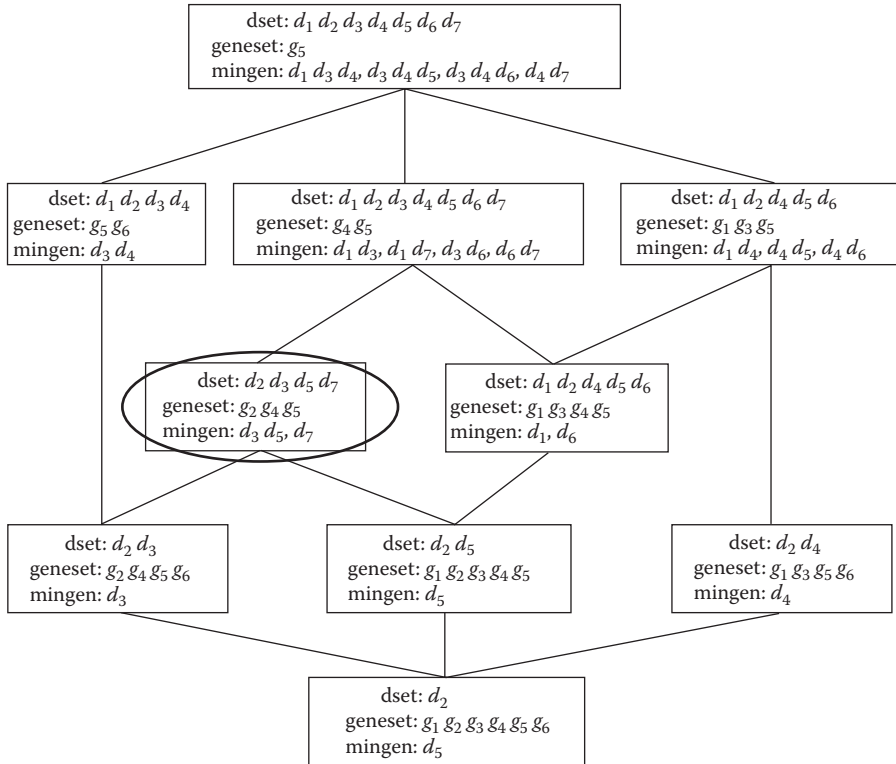 dset: d₁ d₂ d₃ d₄ d₅ d₆ d₇
geneset: g₅
mingen: d₁ d₃ d₄, d₃ d₄ d₅, d₃ d₄ d₆, d₄ d₇
dset: d₁ d₂ d₃ d₄
geneset: g₅ g₆
mingen: d₃ d₄
dset: d₁ d₂ d₃ d₄ d₅ d₆ d₇
geneset: g₄ g₅
mingen: d₁ d₃, d₁ d₇, d₃ d₆, d₆ d₇
dset: d₁ d₂ d₄ d₅ d₆
geneset: g₁ g₃ g₅
mingen: d₁ d₄, d₄ d₅, d₄ d₆
dset: d₂ d₃ d₅ d₇
geneset: g₂ g₄ g₅
mingen: d₃ d₅, d₇
dset: d₁ d₂ d₄ d₅ d₆
geneset: g₁ g₃ g₄ g₅
mingen: d₁, d₆
dset: d₂ d₃
geneset: g₂ g₄ g₅ g₆
mingen: d₃
dset: d₂ d₅
geneset: g₁ g₂ g₃ g₄ g₅
mingen: d₅
dset: d₂ d₄
geneset: g₁ g₃ g₅ g₆
mingen: d₄
dset: d₂
geneset: g₁ g₂ g₃ g₄ g₅ g₆
mingen: d₅